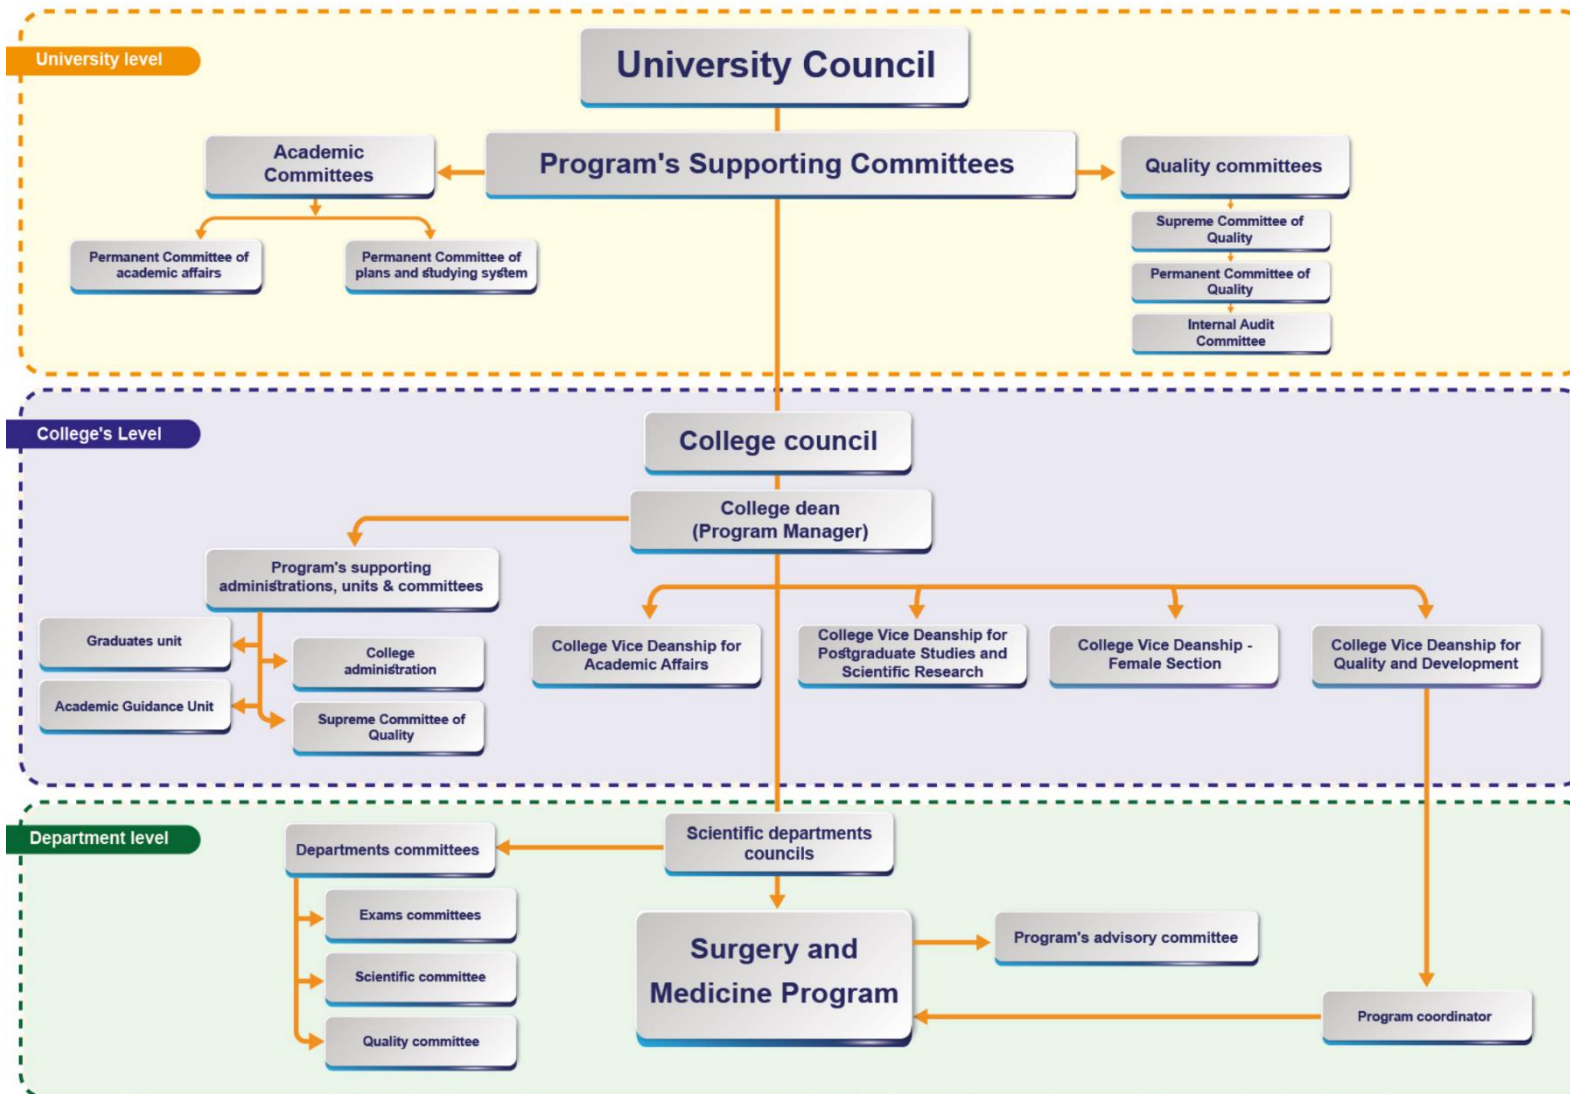 University level
University Council
Academic
Committees
Program's Supporting Committees
Quality committees
Permanent Committee of
academic affairs
Permanent Committee of
plans and studying system
Supreme Committee of
Quality
Permanent Committee of
Quality
Internal Audit
Committee
College's Level
College council
College dean
(Program Manager)
Program's supporting
administrations, units & committees
Graduates unit
College
administration
Academic Guidance Unit
Supreme Committee of
Quality
College Vice Deanship for
Academic Affairs
College Vice Deanship for
Postgraduate Studies and
Scientific Research
College Vice Deanship -
Female Section
College Vice Deanship for
Quality and Development
Department level
Scientific departments
councils
Departments committees
Exams committees
Scientific committee
Quality committee
Surgery and
Medicine Program
Program's advisory committee
Program coordinator